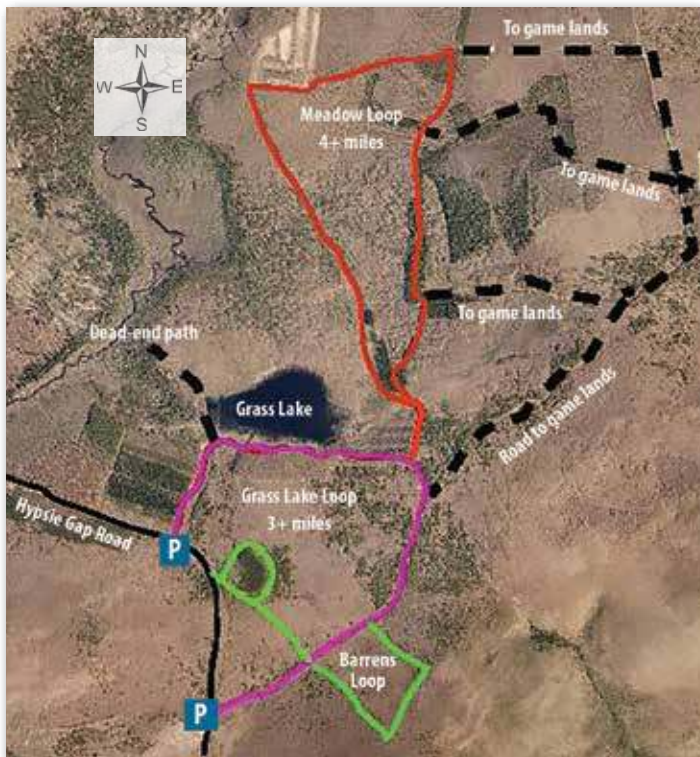 N
W E
S
To game lands
Meadow Loop
4+ miles
To game lands
To game lands
Dead-end path
Grass Lake
Road to game lands
Grass Lake Loop
3+ miles
Hypsie Gap Road
P
Barrens
Loop
P